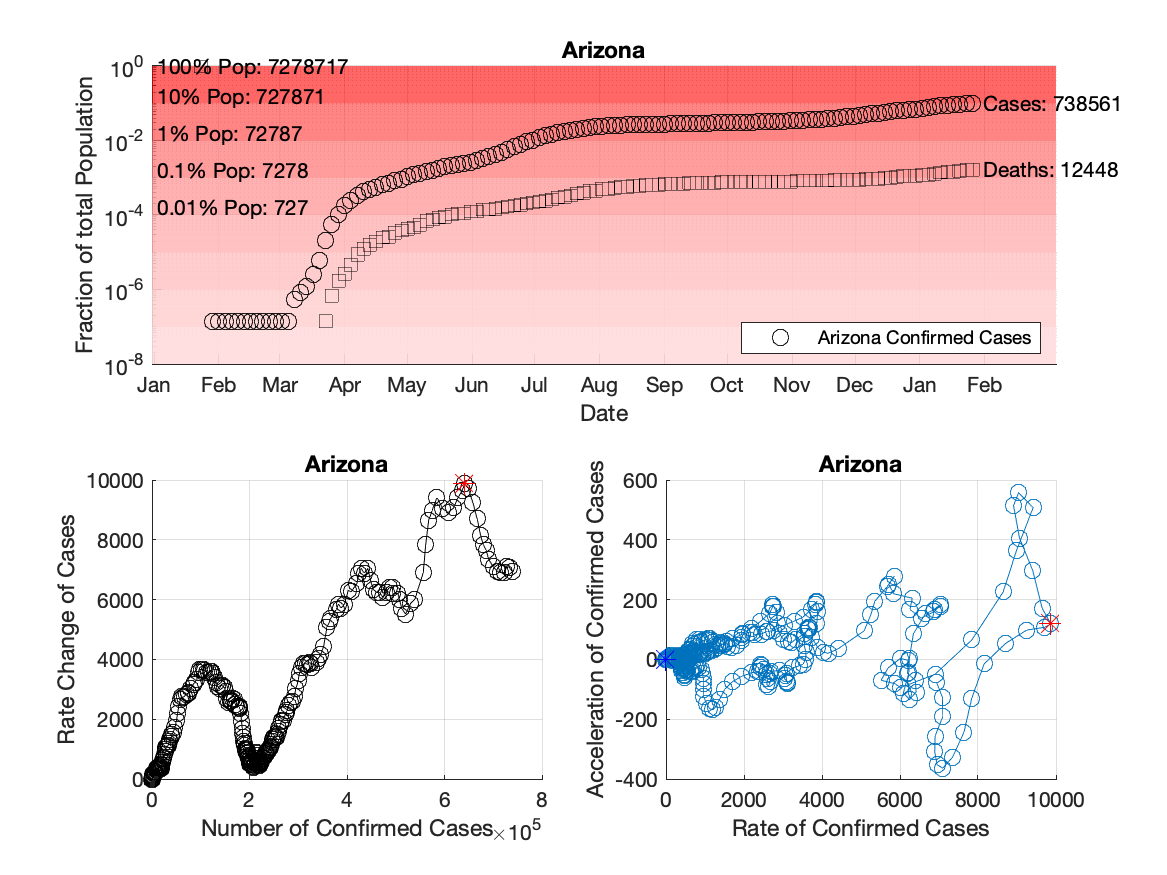 Arizona
10^0
10^-2
10^-4
10^-6
10^-8
Fraction of total Population
100% Pop: 7278717
10% Pop: 727871
1% Pop: 72787
0.1% Pop: 7278
0.01% Pop: 727
Cases: 738561
Deaths: 12448
Arizona Confirmed Cases
Jan Feb Mar Apr May Jun Jul Aug Sep Oct Nov Dec Jan Feb
Date
Arizona
10000
8000
6000
4000
2000
0
Rate Change of Cases
0 2 4 6 8
Number of Confirmed Cases ×10^5
Arizona
600
400
200
0
-200
-400
Acceleration of Confirmed Cases
0 2000 4000 6000 8000 10000
Rate of Confirmed Cases